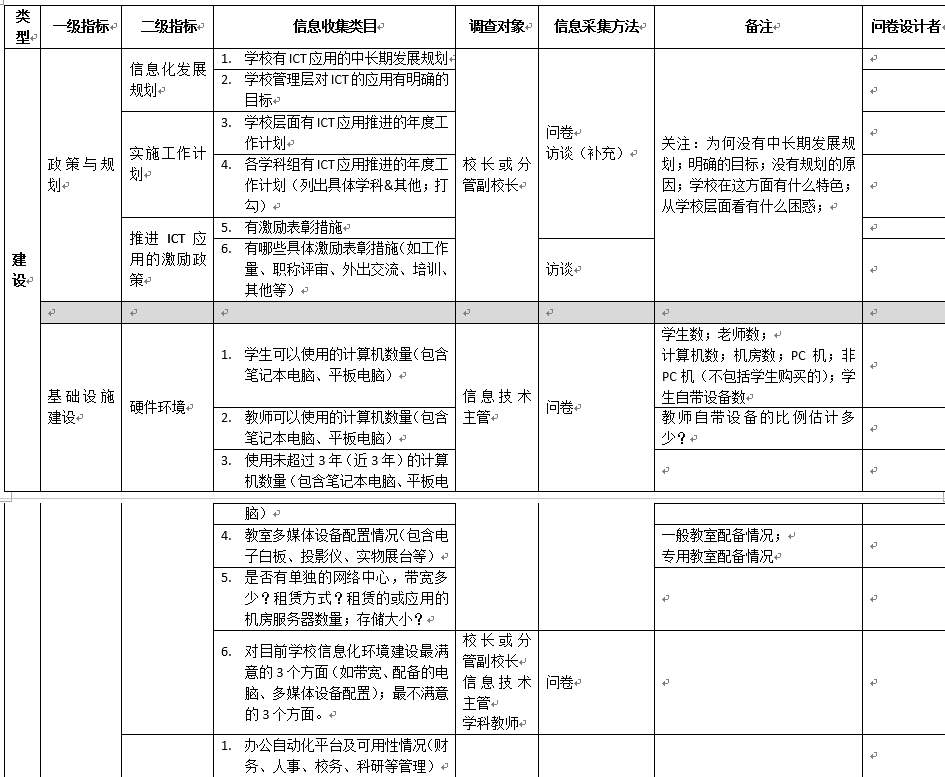 类型
一级指标
二级指标
信息收集类目
调查对象
信息采集方法
备注
问卷设计者
建设
政策与规划
信息化发展
规划
1. 学校有ICT应用的中长期发展规划
2. 学校管理层对ICT的应用有明确的
目标
实施工作计
划
3. 学校层面有ICT应用推进的年度工
作计划
4. 各学科组有ICT应用推进的年度
工作计划（列出具体学科&其他；打
勾）
推进 ICT 应
用的激励政
策
5. 有激励表彰措施
6. 有哪些具体激励表彰措施（如工作
量、职称评审、外出交流、培训、
其他等）
校长或分
管副校长
问卷
访谈（补充）
访谈
关注：为何没有中长期发展规
划；明确的目标；没有规划的原
因；学校在这方面有什么特色；
从学校层面看有什么困惑；
基础设施
建设
硬件环境
1. 学生可以使用的计算机数量（包含
笔记本电脑、平板电脑）
2. 教师可以使用的计算机数量（包含
笔记本电脑、平板电脑）
3. 使用未超过3年（近3年）的计算
机数量（包含笔记本电脑、平板电
信息技术
主管
问卷
学生数；老师数；
计算机数；机房数；PC 机；非
PC机（不包括学生购买的）；学
生自带设备数
教师自带设备的比例估计多
少？
脑）
4. 教室多媒体设备配置情况（包含电
子白板、投影仪、实物展台等）
一般教室配备情况；
专用教室配备情况
5. 是否有单独的网络中心，带宽多
少？租赁方式？租赁的或应用的
机房服务器数量；存储大小？
6. 对目前学校信息化环境建设最满
意的3个方面（如带宽、配备的电
脑、多媒体设备配置）；最不满意
的3个方面。
校长或分
管副校长
信息技术
主管
学科教师
问卷
1. 办公自动化平台及可用性情况（财
务、人事、校务、科研等管理）